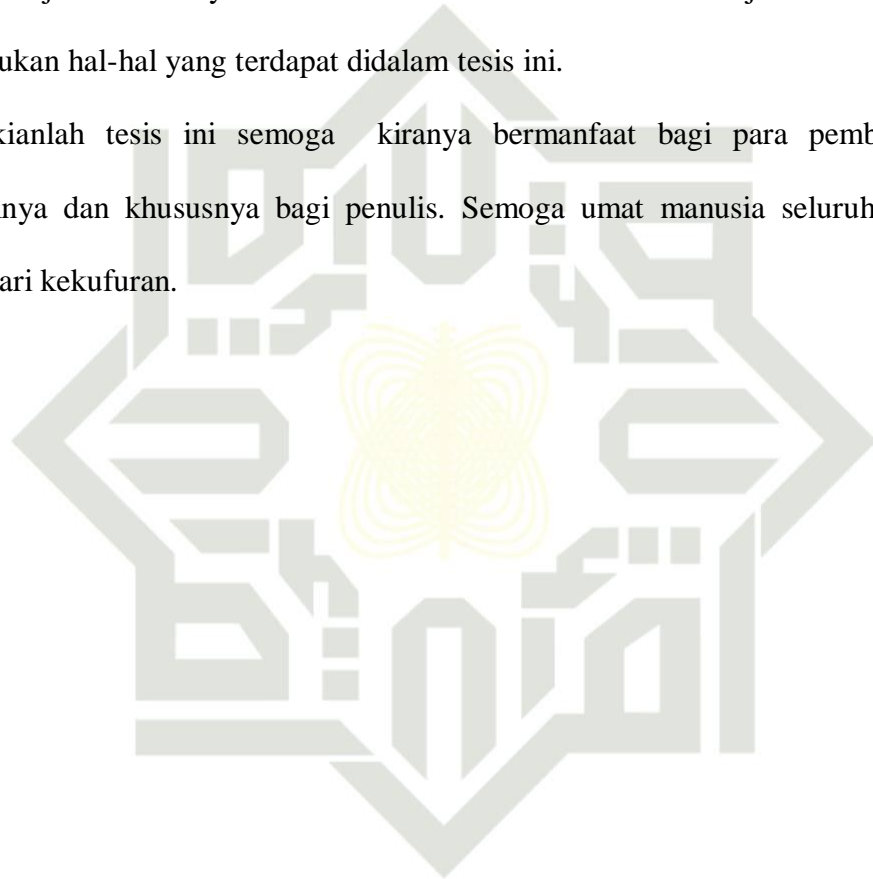 ukan hal-hal yang terdapat didalam tesis ini.
kianlah tesis ini semoga kiranya bermanfaat bagi para pemb
nya dan khususnya bagi penulis. Semoga umat manusia seluruh
ari kekufuran.